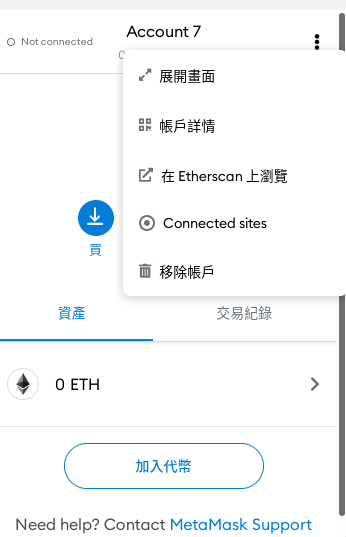 Account 7
Not connected
展開畫面
帳戶詳情
在 Etherscan 上瀏覽
Connected sites
移除帳戶
買
資產
交易紀錄
0 ETH
加入代幣
Need help? Contact MetaMask Support